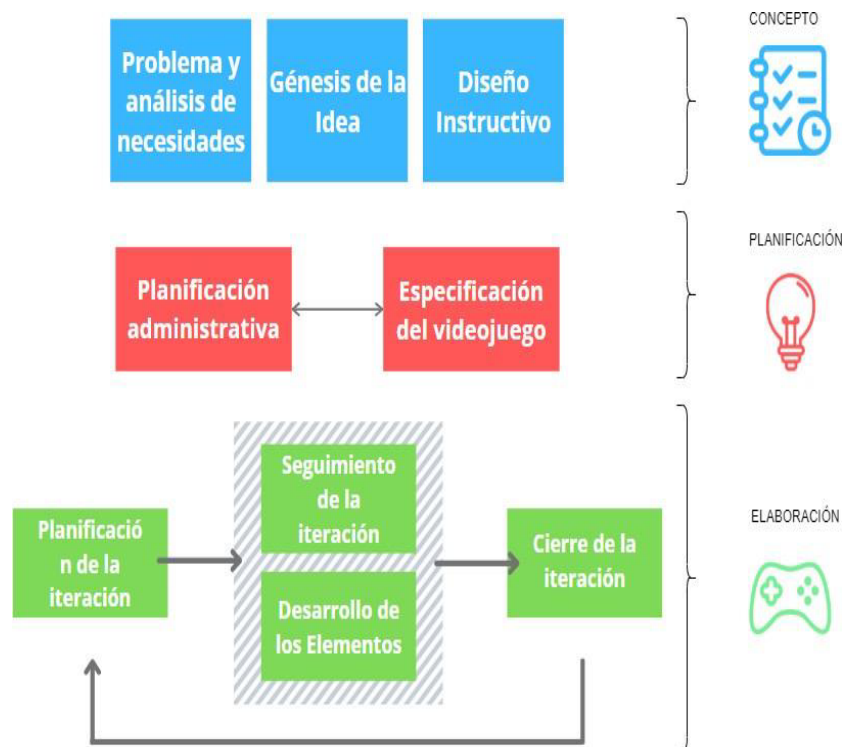 CONCEPTO
Problema y
análisis de
necesidades
Génesis de la
Idea
Diseño
Instructivo
PLANIFICACIÓN
Planificación
administrativa
Especificación
del videojuego
ELABORACIÓN
Planificació
n de la
iteración
Seguimiento
de la
iteración
Desarrollo de
los Elementos
Cierre de la
iteración